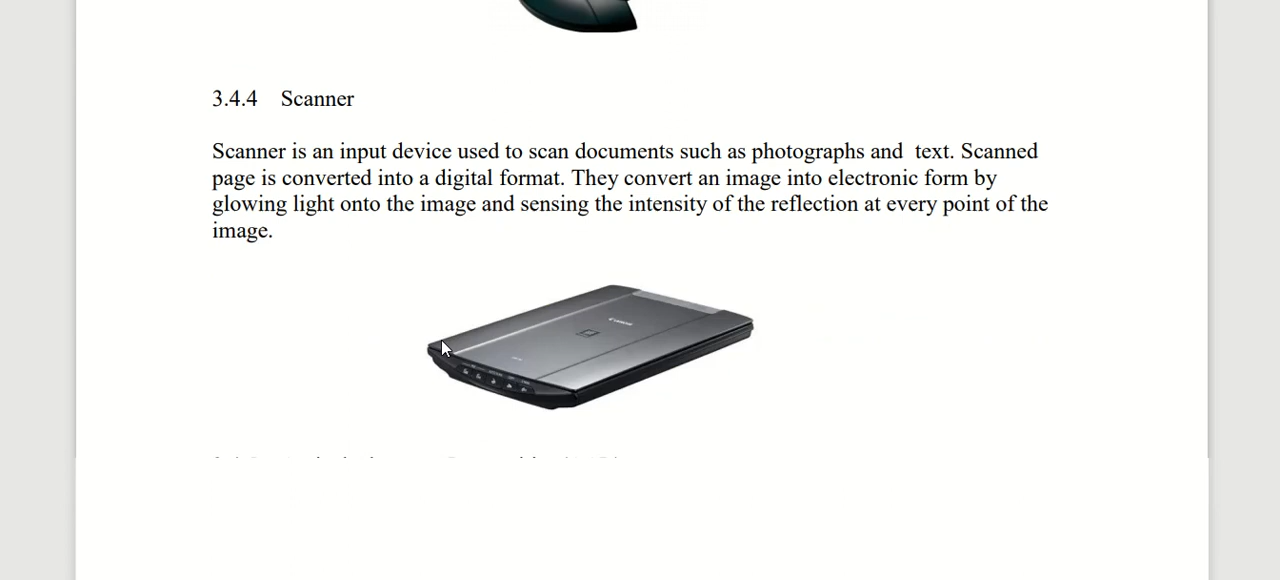 3.4.4 Scanner
Scanner is an input device used to scan documents such as photographs and text. Scanned
page is converted into a digital format. They convert an image into electronic form by
glowing light onto the image and sensing the intensity of the reflection at every point of the
image.